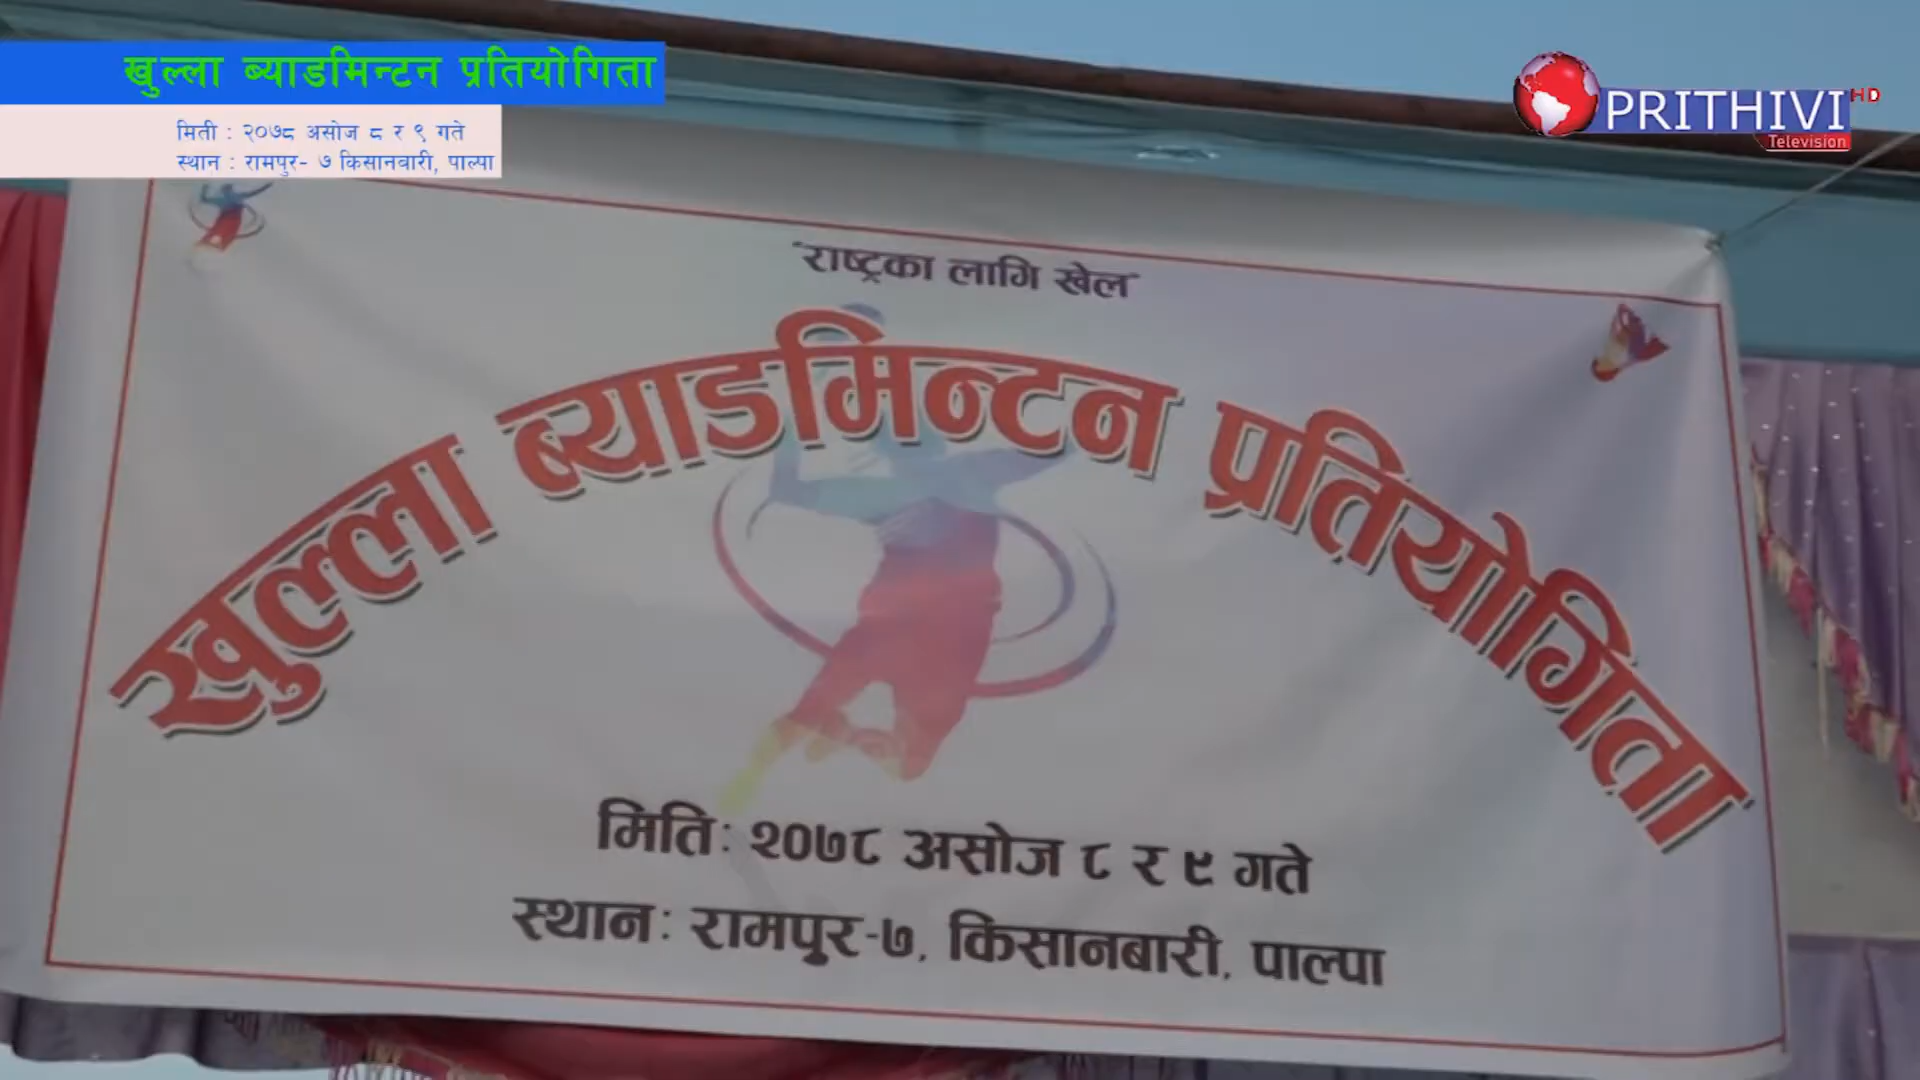 खुल्ला ब्याडमिन्टन प्रतियोगिता
मिती : २०७८ असोज ८ र ९ गते
स्थान : रामपुर- ७ किसानबारी, पाल्पा
PRITHIVI HD
Television
"राष्ट्रका लागि खेल"
खुल्ला ब्याडमिन्टन प्रतियोगिता
मिति: २०७८ असोज ८ र ९ गते
स्थान: रामपुर-७, किसानबारी, पाल्पा